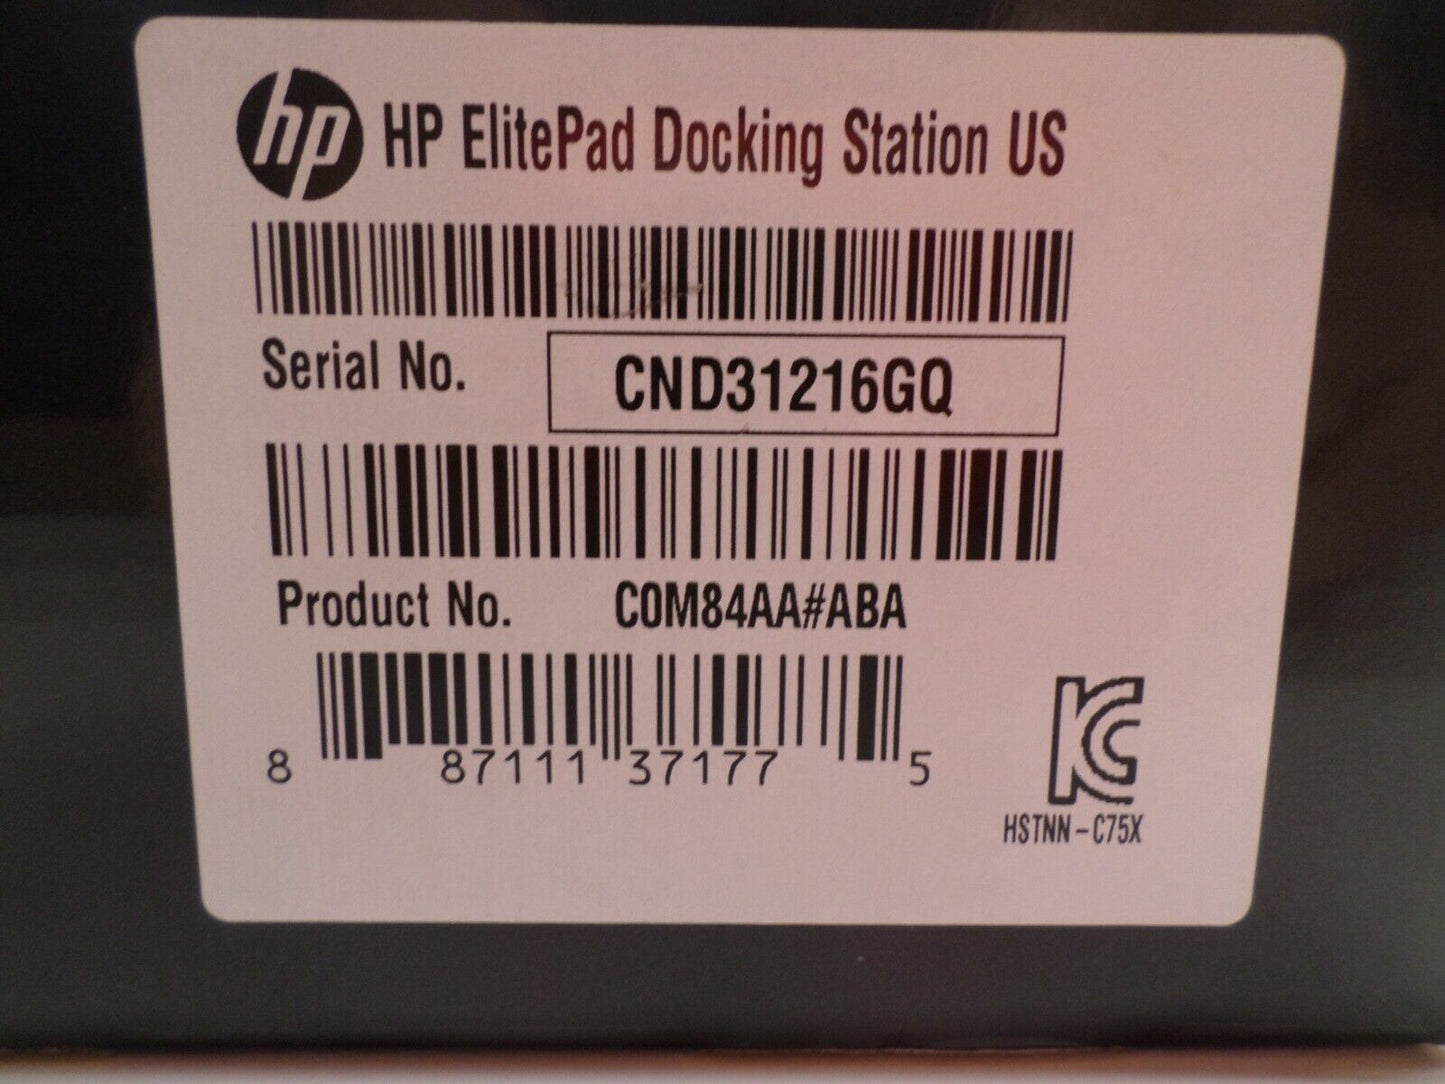 hp HP ElitePad Docking Station US
Serial No. CND31216GQ
Product No. C0M84AA#ABA
8 87111 37177 5
HSTNN-C75X